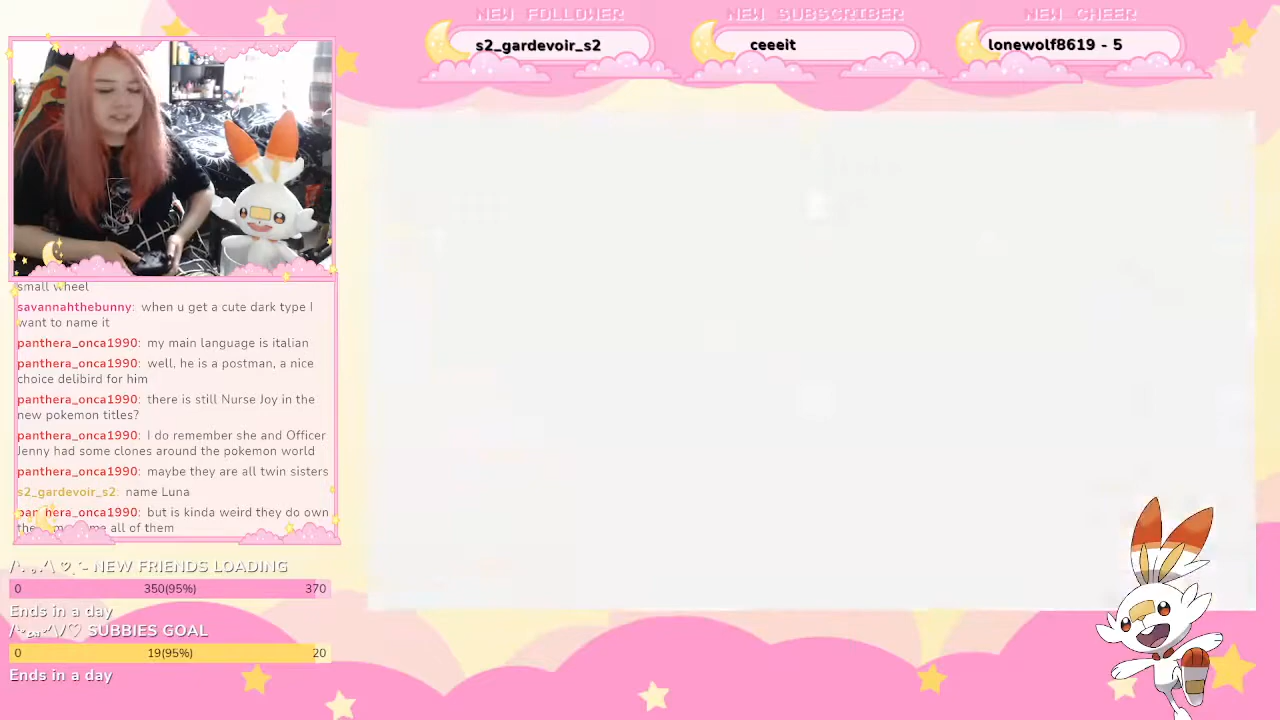 NEW FOLLOWER
NEW SUBSCRIBER
NEW CHEER
s2_gardevoir_s2
ceeeit
lonewolf8619 - 5
small wheel
savannahthebunny: when u get a cute dark type I
want to name it
panthera_onca1990: my main language is italian
panthera_onca1990: well, he is a postman, a nice
choice delibird for him
panthera_onca1990: there is still Nurse Joy in the
new pokemon titles?
panthera_onca1990: I do remember she and Officer
Jenny had some clones around the pokemon world
panthera_onca1990: maybe they are all twin sisters
s2_gardevoir_s2: name Luna
panthera_onca1990: but is kinda weird they do own
all of them
NEW FRIENDS LOADING
0 350(95%) 370
Ends in a day
SUBBIES GOAL
0 19(95%) 20
Ends in a day